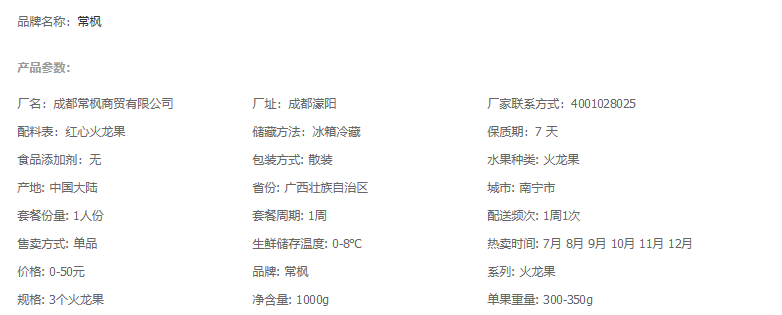 品牌名称：常枫
产品参数：
厂名：成都常枫商贸有限公司 厂址：成都濛阳 厂家联系方式：4001028025
配料表：红心火龙果 储藏方法：冰箱冷藏 保质期：7 天
食品添加剂：无 包装方式: 散装 水果种类: 火龙果
产地: 中国大陆 省份: 广西壮族自治区 城市: 南宁市
套餐份量: 1人份 套餐周期: 1周 配送频次: 1周1次
售卖方式: 单品 生鲜储存温度: 0-8℃ 热卖时间: 7月 8月 9月 10月 11月 12月
价格: 0-50元 品牌: 常枫 系列: 火龙果
规格: 3个火龙果 净含量: 1000g 单果重量: 300-350g